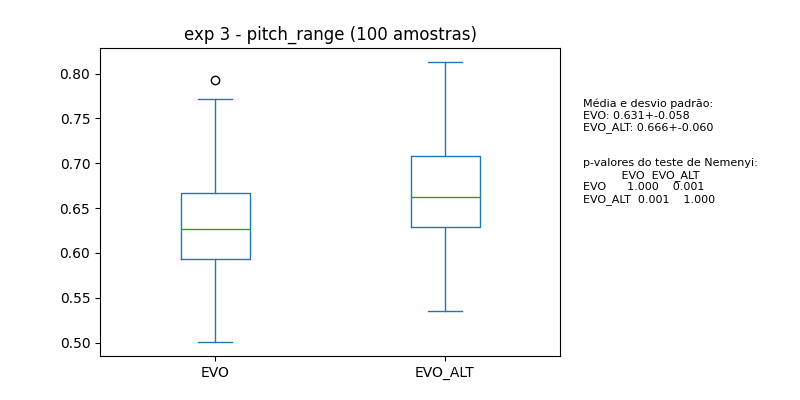 exp 3 - pitch_range (100 amostras)
0.80
0.75
0.70
0.65
0.60
0.55
0.50
EVO EVO_ALT
Média e desvio padrão:
EVO: 0.631+-0.058
EVO_ALT: 0.666+-0.060
p-valores do teste de Nemenyi:
EVO EVO_ALT
EVO 1.000 0.001
EVO_ALT 0.001 1.000